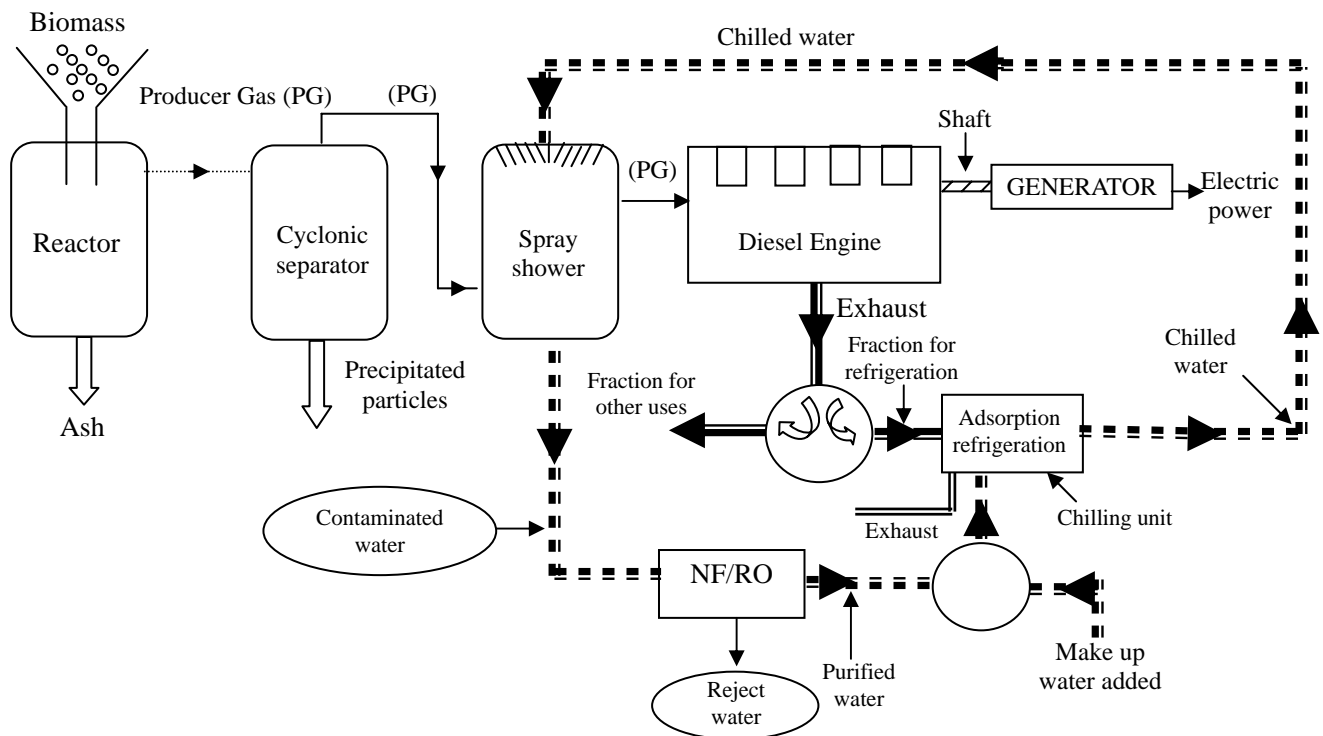 Biomass
Chilled water
Producer Gas (PG)
(PG)
Shaft
(PG)
GENERATOR
Electric
power
Reactor
Cyclonic
separator
Spray
shower
Diesel Engine
Exhaust
Fraction for
refrigeration
Chilled
water
Precipitated
particles
Fraction for
other uses
Ash
Adsorption
refrigeration
Contaminated
water
Exhaust
Chilling unit
NF/RO
Purified
water
Make up
water added
Reject
water